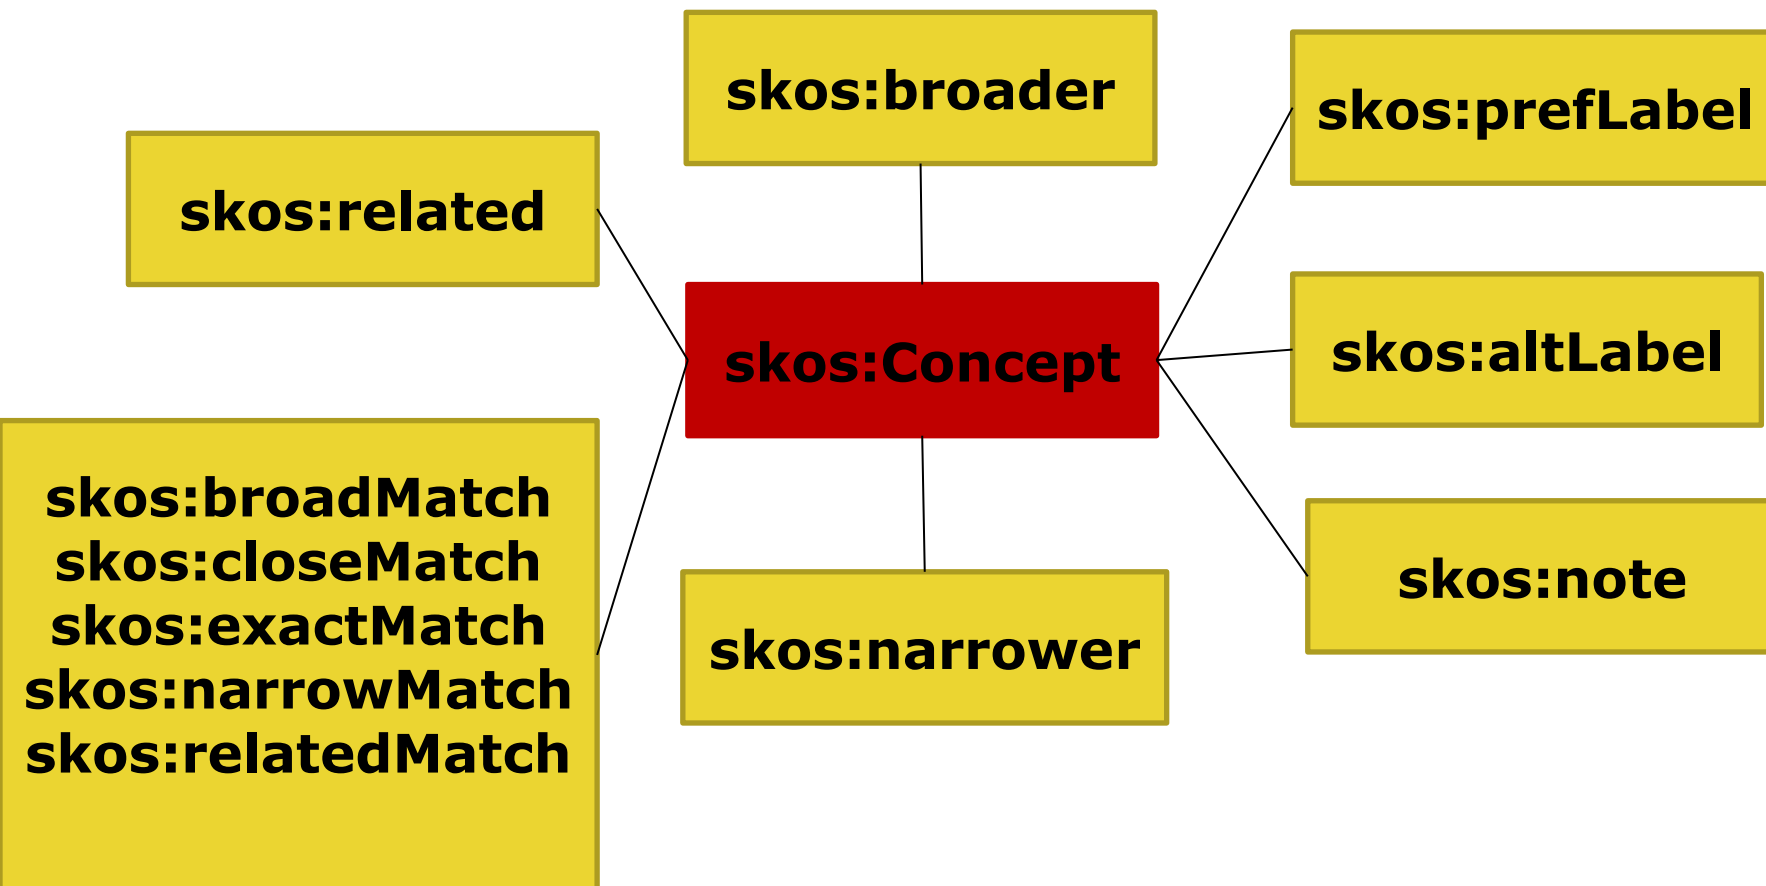 skos:broader
skos:prefLabel
skos:related
skos:Concept
skos:altLabel
skos:broadMatch
skos:closeMatch
skos:exactMatch
skos:narrowMatch
skos:relatedMatch
skos:narrower
skos:note